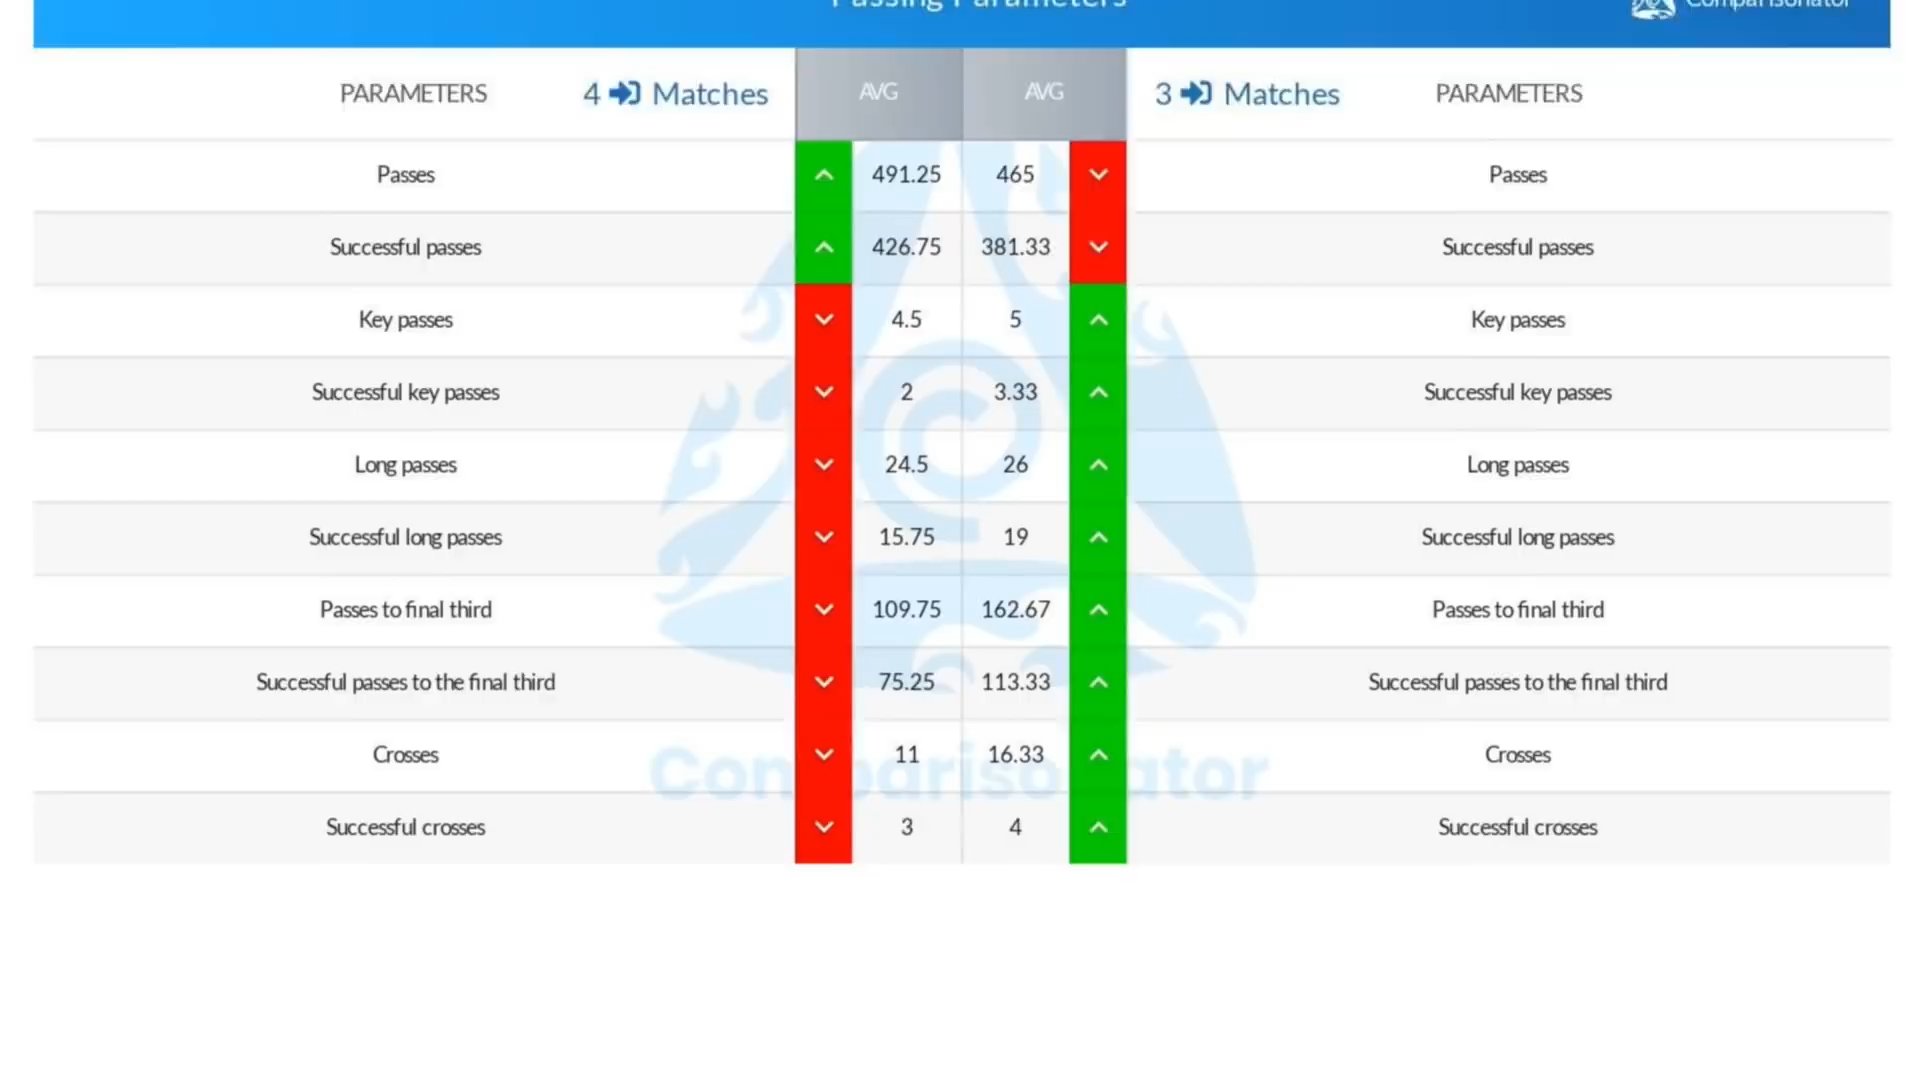 Passing Parameters
Comparisonator
PARAMETERS 4 Matches AVG AVG 3 Matches PARAMETERS
Passes 491.25 465 Passes
Successful passes 426.75 381.33 Successful passes
Key passes 4.5 5 Key passes
Successful key passes 2 3.33 Successful key passes
Long passes 24.5 26 Long passes
Successful long passes 15.75 19 Successful long passes
Passes to final third 109.75 162.67 Passes to final third
Successful passes to the final third 75.25 113.33 Successful passes to the final third
Crosses 11 16.33 Crosses
Comparisonator
Successful crosses 3 4 Successful crosses